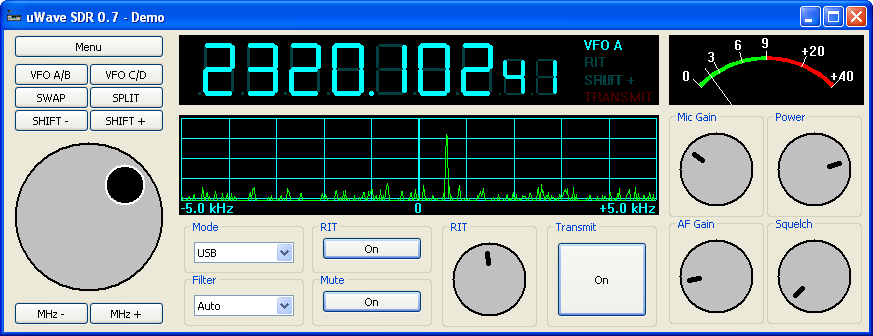 uWave SDR 0.7 - Demo
Menu
VFO A/B
VFO C/D
SWAP
SPLIT
SHIFT -
SHIFT +
MHz -
MHz +
2320.10241
VFO A
RIT
SHIFT +
TRANSMIT
-5.0 kHz
0
+5.0 kHz
Mode
USB
Filter
Auto
RIT
On
Mute
On
RIT
Transmit
On
0
3
6
9
+20
+40
Mic Gain
Power
AF Gain
Squelch